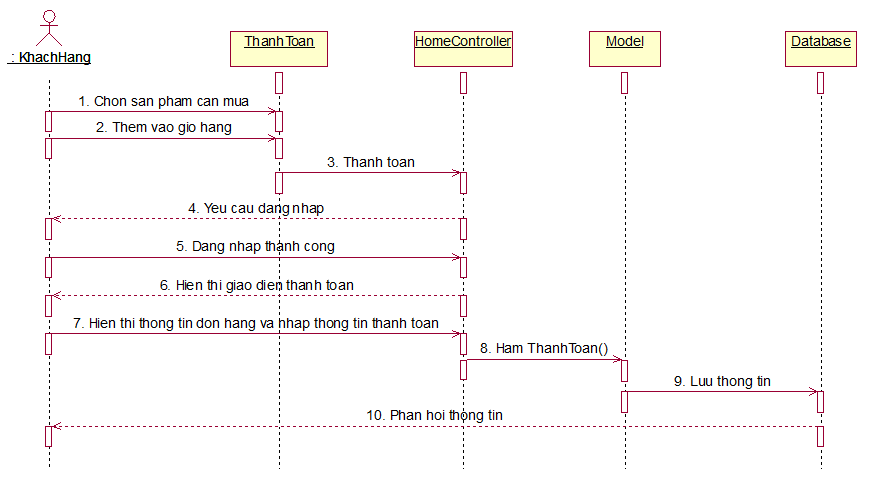 ThanhToan
HomeController
Model
Database
: KhachHang
1. Chon san pham can mua
2. Them vao gio hang
3. Thanh toan
4. Yeu cau dang nhap
5. Dang nhap thanh cong
6. Hien thi giao dien thanh toan
7. Hien thi thong tin don hang va nhap thong tin thanh toan
8. Ham ThanhToan()
9. Luu thong tin
10. Phan hoi thong tin